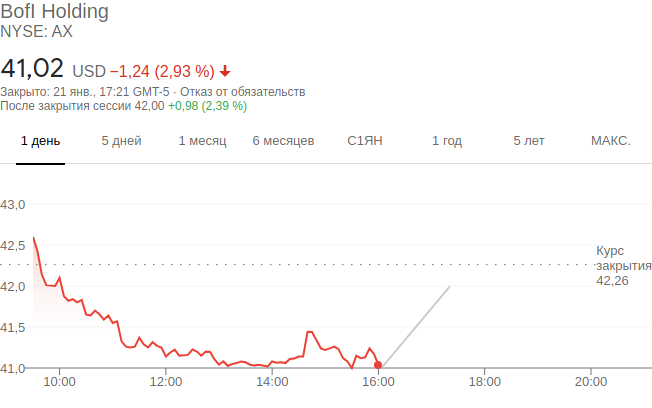 BofI Holding
NYSE: AX
41,02 USD −1,24 (2,93 %)
Закрыто: 21 янв., 17:21 GMT-5 · Отказ от обязательств
После закрытия сессии 42,00 +0,98 (2,39 %)
1 день 5 дней 1 месяц 6 месяцев С1ЯН 1 год 5 лет МАКС.
43,0
42,5
42,0
41,5
41,0
Курс
закрытия
42,26
10:00 12:00 14:00 16:00 18:00 20:00